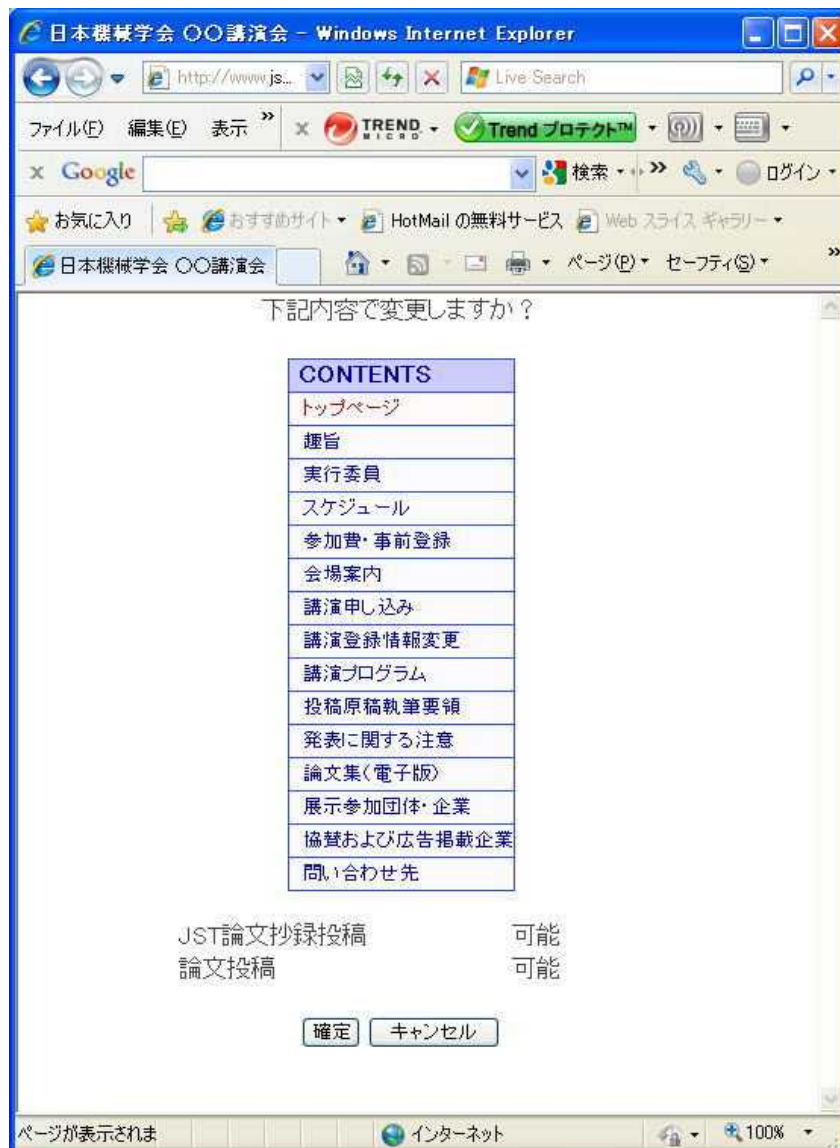 日本機械学会 〇〇講演会 - Windows Internet Explorer
http://www.js... Live Search
ファイル(F) 編集(E) 表示 » x TREND MICRO Trend プロテクト™
x Google 検索 » ログイン
お気に入り おすすめサイト HotMail の無料サービス Web スライス ギャラリー
日本機械学会 〇〇講演会 ページ(P) セーフティ(S) »
下記内容で変更しますか?
CONTENTS
トップページ
趣旨
実行委員
スケジュール
参加費・事前登録
会場案内
講演申し込み
講演登録情報変更
講演プログラム
投稿原稿執筆要領
発表に関する注意
論文集(電子版)
展示参加団体・企業
協賛および広告掲載企業
問い合わせ先
JST論文抄録投稿 可能
論文投稿 可能
確定 キャンセル
ページが表示されま インターネット 100%